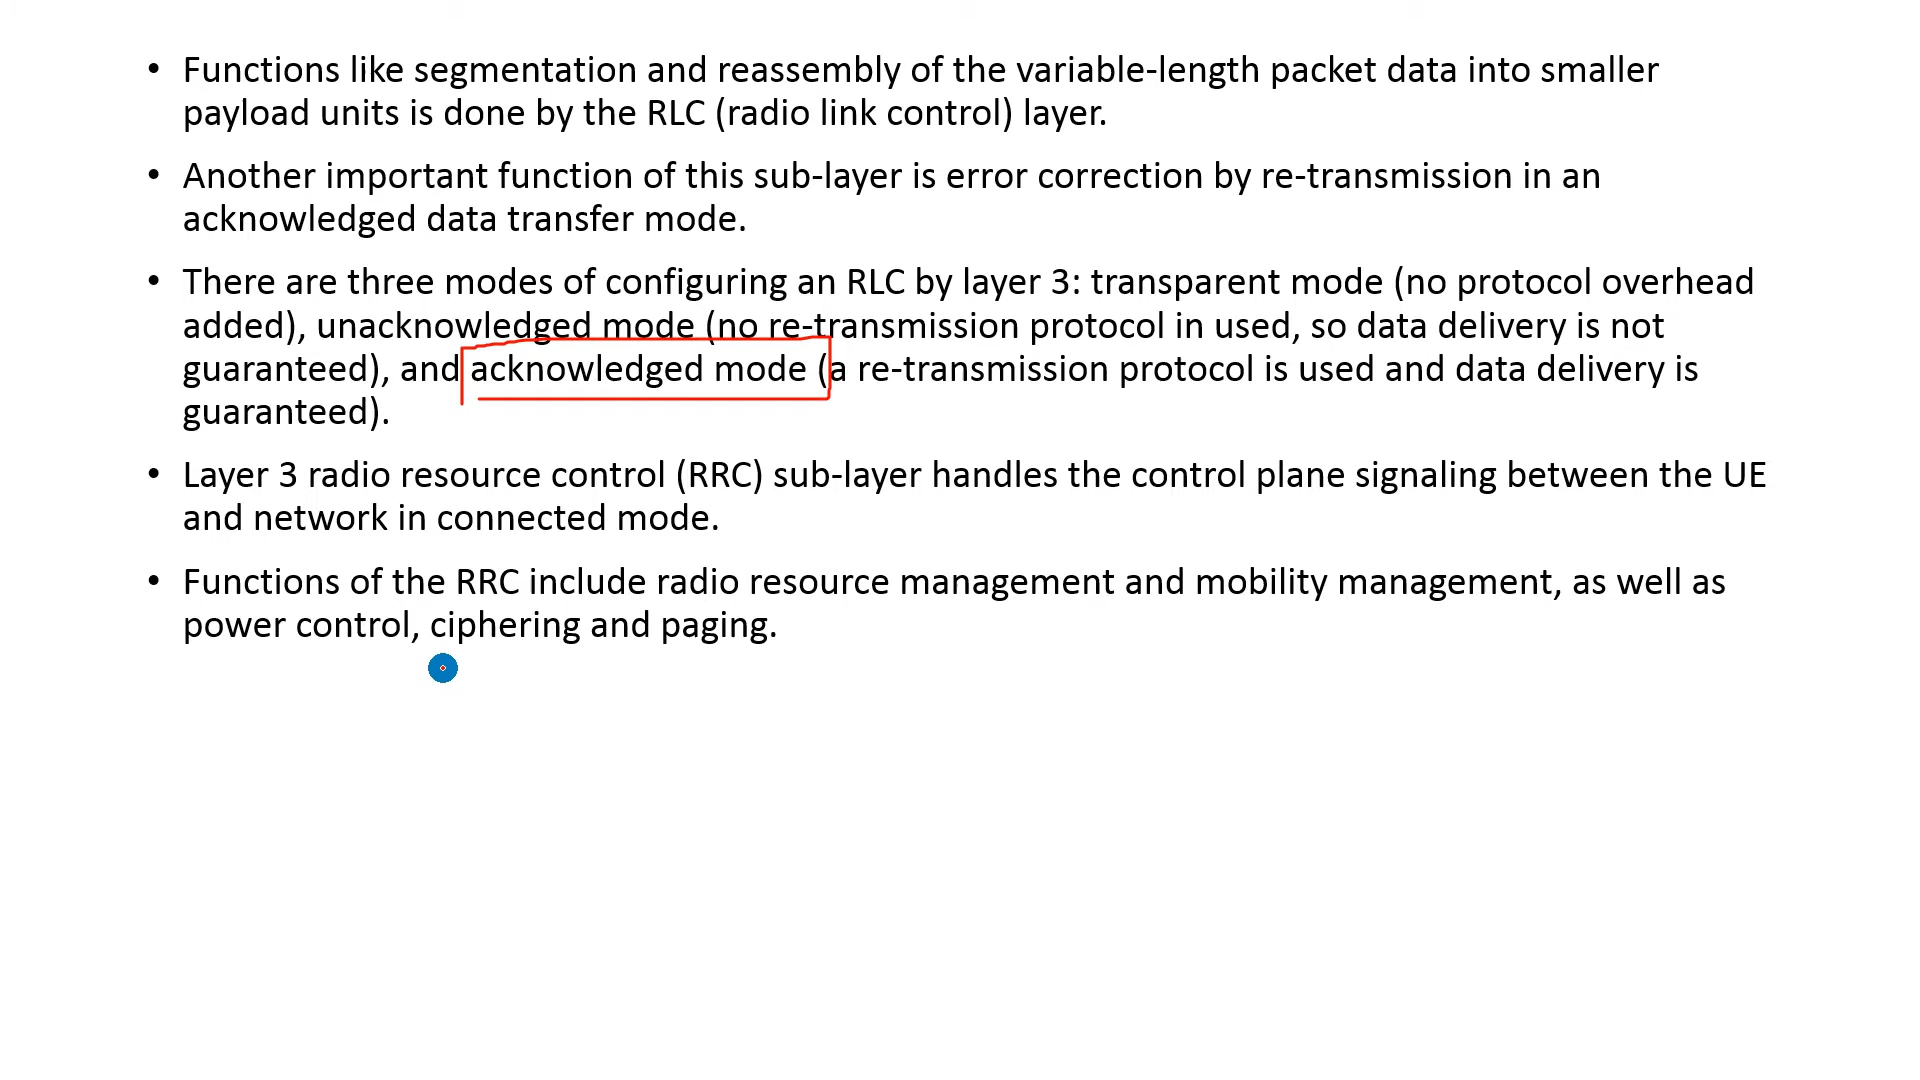 • Functions like segmentation and reassembly of the variable-length packet data into smaller
payload units is done by the RLC (radio link control) layer.
• Another important function of this sub-layer is error correction by re-transmission in an
acknowledged data transfer mode.
• There are three modes of configuring an RLC by layer 3: transparent mode (no protocol overhead
added), unacknowledged mode (no re-transmission protocol in used, so data delivery is not
guaranteed), and acknowledged mode (a re-transmission protocol is used and data delivery is
guaranteed).
• Layer 3 radio resource control (RRC) sub-layer handles the control plane signaling between the UE
and network in connected mode.
• Functions of the RRC include radio resource management and mobility management, as well as
power control, ciphering and paging.